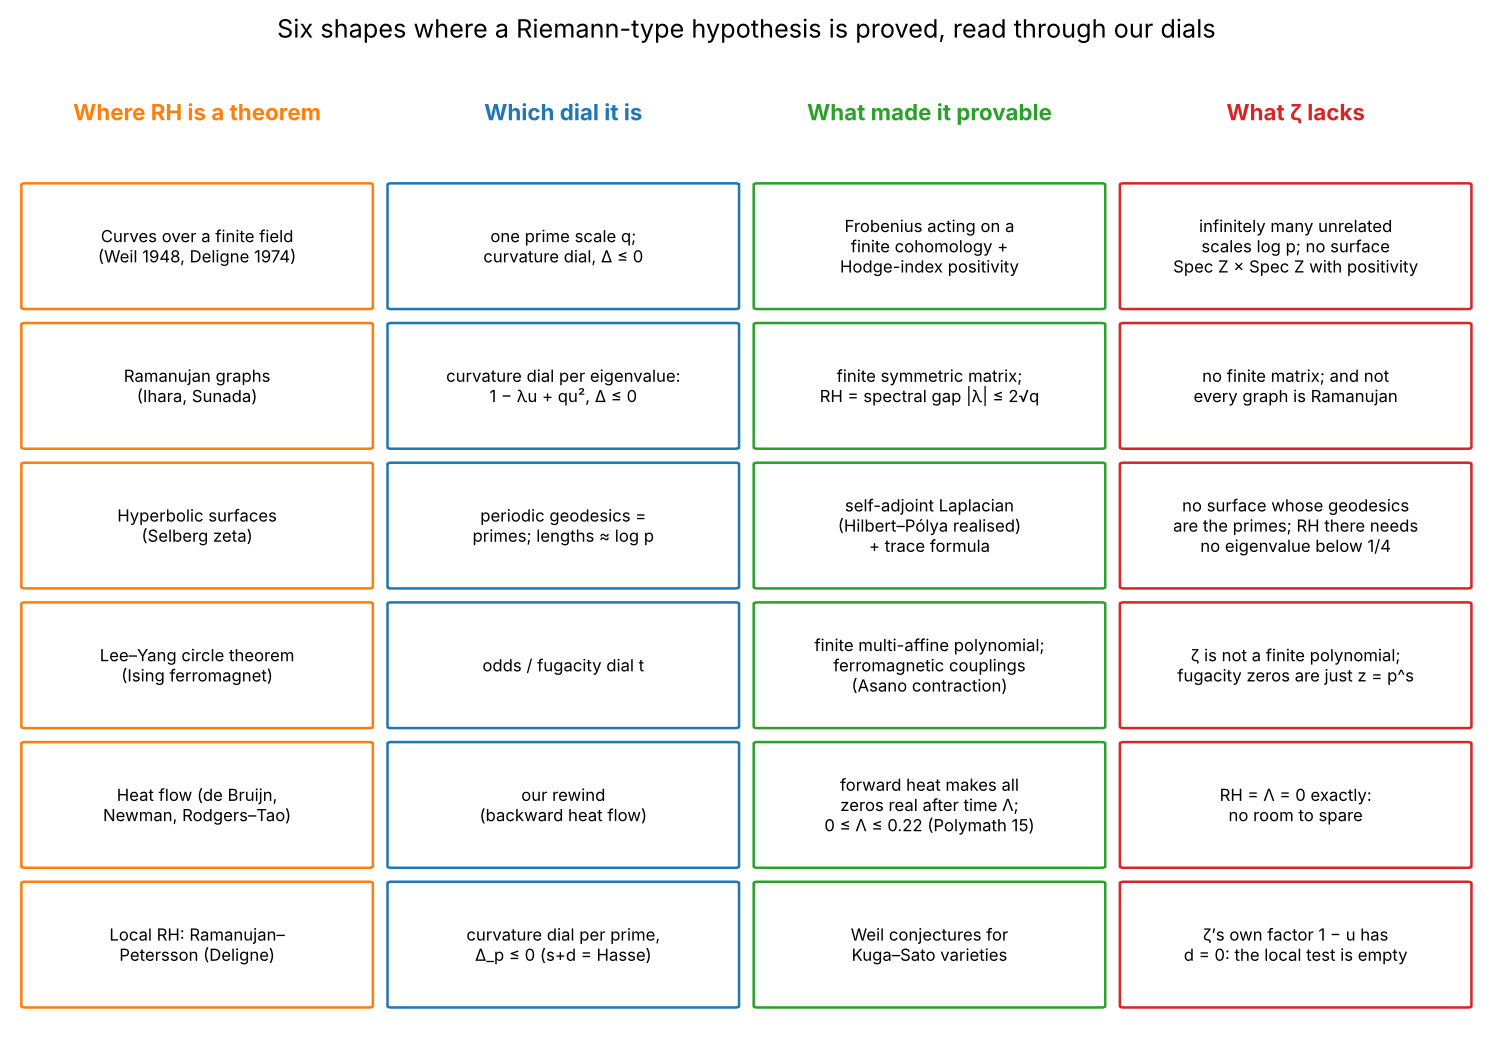 Six shapes where a Riemann-type hypothesis is proved, read through our dials
Where RH is a theorem
Which dial it is
What made it provable
What ζ lacks
Curves over a finite field
(Weil 1948, Deligne 1974)
one prime scale q;
curvature dial, Δ ≤ 0
Frobenius acting on a
finite cohomology +
Hodge-index positivity
infinitely many unrelated
scales log p; no surface
Spec Z × Spec Z with positivity
Ramanujan graphs
(Ihara, Sunada)
curvature dial per eigenvalue:
1 − λu + qu², Δ ≤ 0
finite symmetric matrix;
RH = spectral gap |λ| ≤ 2√q
no finite matrix; and not
every graph is Ramanujan
Hyperbolic surfaces
(Selberg zeta)
periodic geodesics =
primes; lengths ≈ log p
self-adjoint Laplacian
(Hilbert–Pólya realised)
+ trace formula
no surface whose geodesics
are the primes; RH there needs
no eigenvalue below 1/4
Lee–Yang circle theorem
(Ising ferromagnet)
odds / fugacity dial t
finite multi-affine polynomial;
ferromagnetic couplings
(Asano contraction)
ζ is not a finite polynomial;
fugacity zeros are just z = p^s
Heat flow (de Bruijn,
Newman, Rodgers–Tao)
our rewind
(backward heat flow)
forward heat makes all
zeros real after time Λ;
0 ≤ Λ ≤ 0.22 (Polymath 15)
RH = Λ = 0 exactly:
no room to spare
Local RH: Ramanujan–
Petersson (Deligne)
curvature dial per prime,
Δ_p ≤ 0 (s+d = Hasse)
Weil conjectures for
Kuga–Sato varieties
ζ's own factor 1 − u has
d = 0: the local test is empty